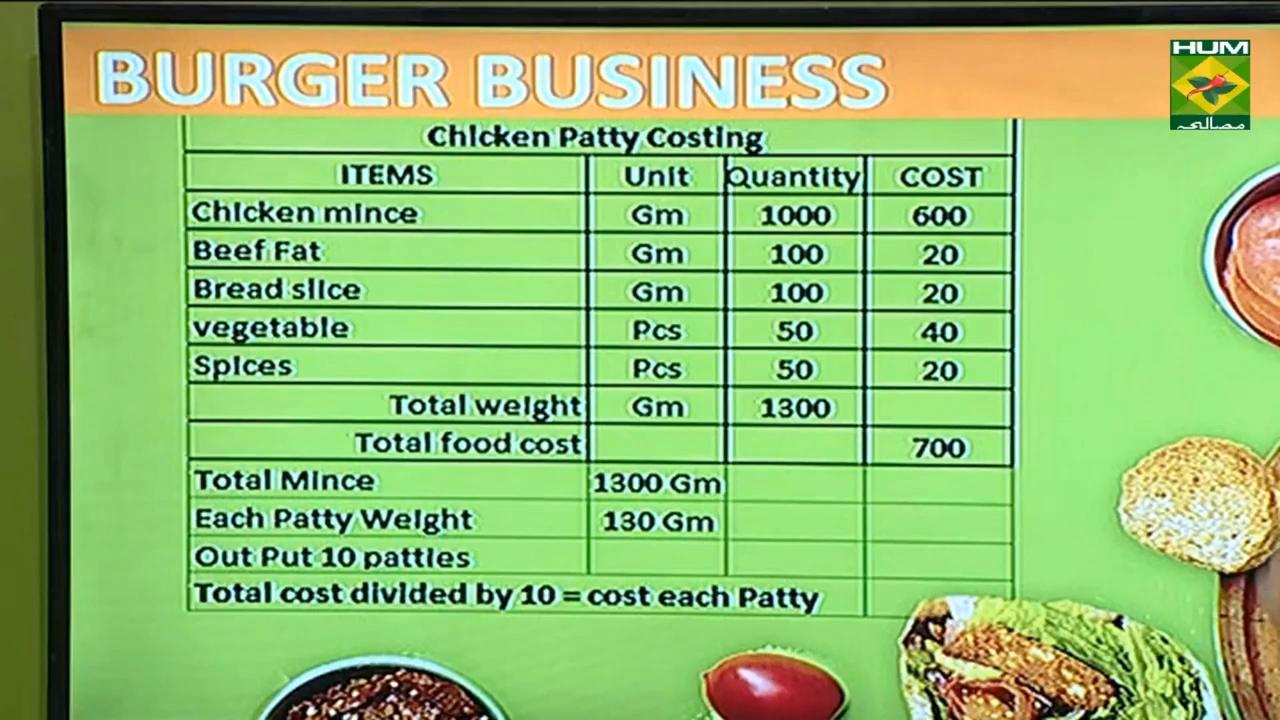 BURGER BUSINESS
HUM
مصالحہ
Chicken Patty Costing
ITEMS Unit Quantity COST
Chicken mince Gm 1000 600
Beef Fat Gm 100 20
Bread slice Gm 100 20
vegetable Pcs 50 40
Spices Pcs 50 20
Total weight Gm 1300
Total food cost 700
Total Mince 1300 Gm
Each Patty Weight 130 Gm
Out Put 10 patties
Total cost divided by 10 = cost each Patty